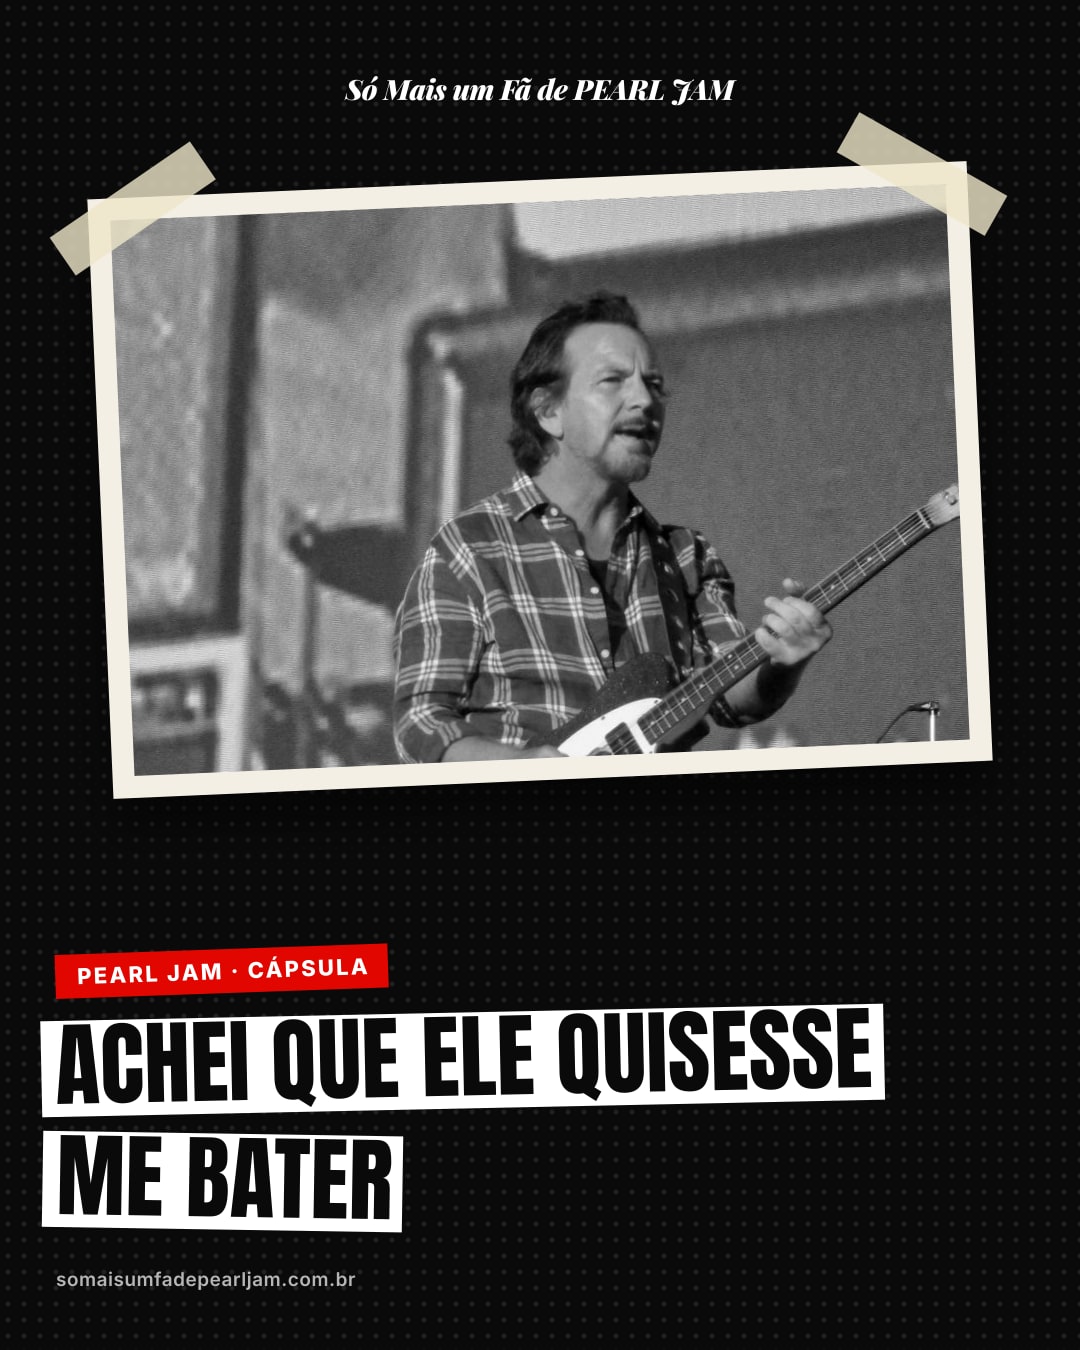 Só Mais um Fã de PEARL JAM
PEARL JAM · CÁPSULA
ACHEI QUE ELE QUISESSE
ME BATER
somaisumfadepearljam.com.br